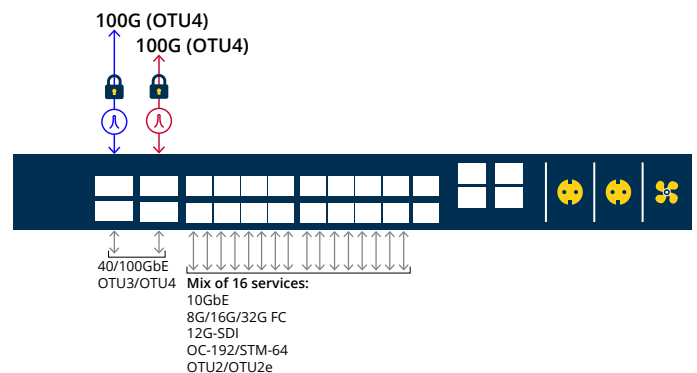 100G (OTU4)
100G (OTU4)
40/100GbE
OTU3/OTU4
Mix of 16 services:
10GbE
8G/16G/32G FC
12G-SDI
OC-192/STM-64
OTU2/OTU2e